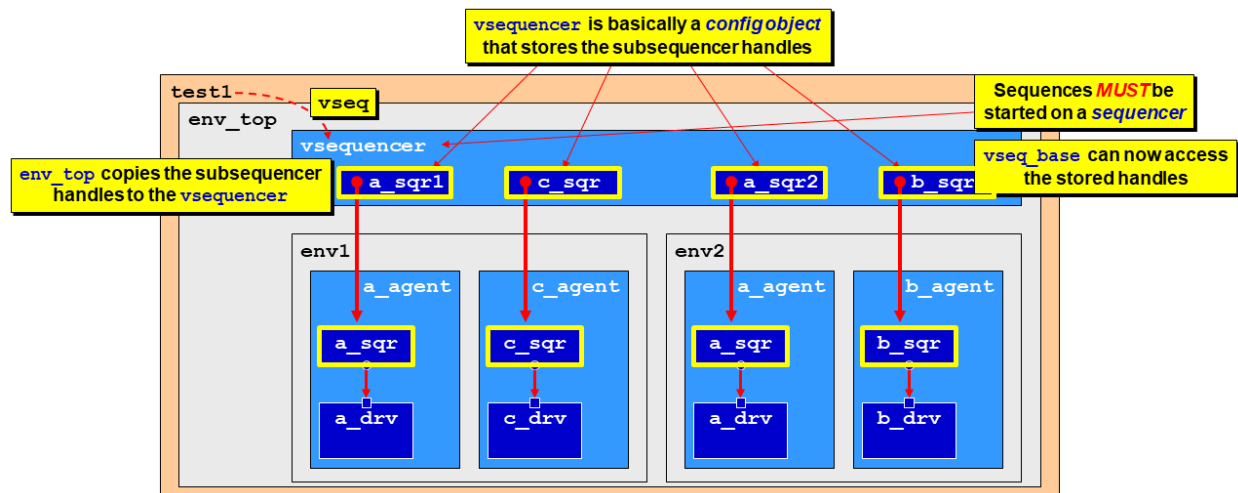 vsequencer is basically a config object
that stores the subsequencer handles
test1
vseq
Sequences MUST be
started on a sequencer
env_top
vsequencer
vseq_base can now access
the stored handles
env_top copies the subsequencer
handles to the vsequencer
a_sqr1
c_sqr
a_sqr2
b_sqr
env1
env2
a_agent
c_agent
a_agent
b_agent
a_sqr
c_sqr
a_sqr
b_sqr
a_drv
c_drv
a_drv
b_drv